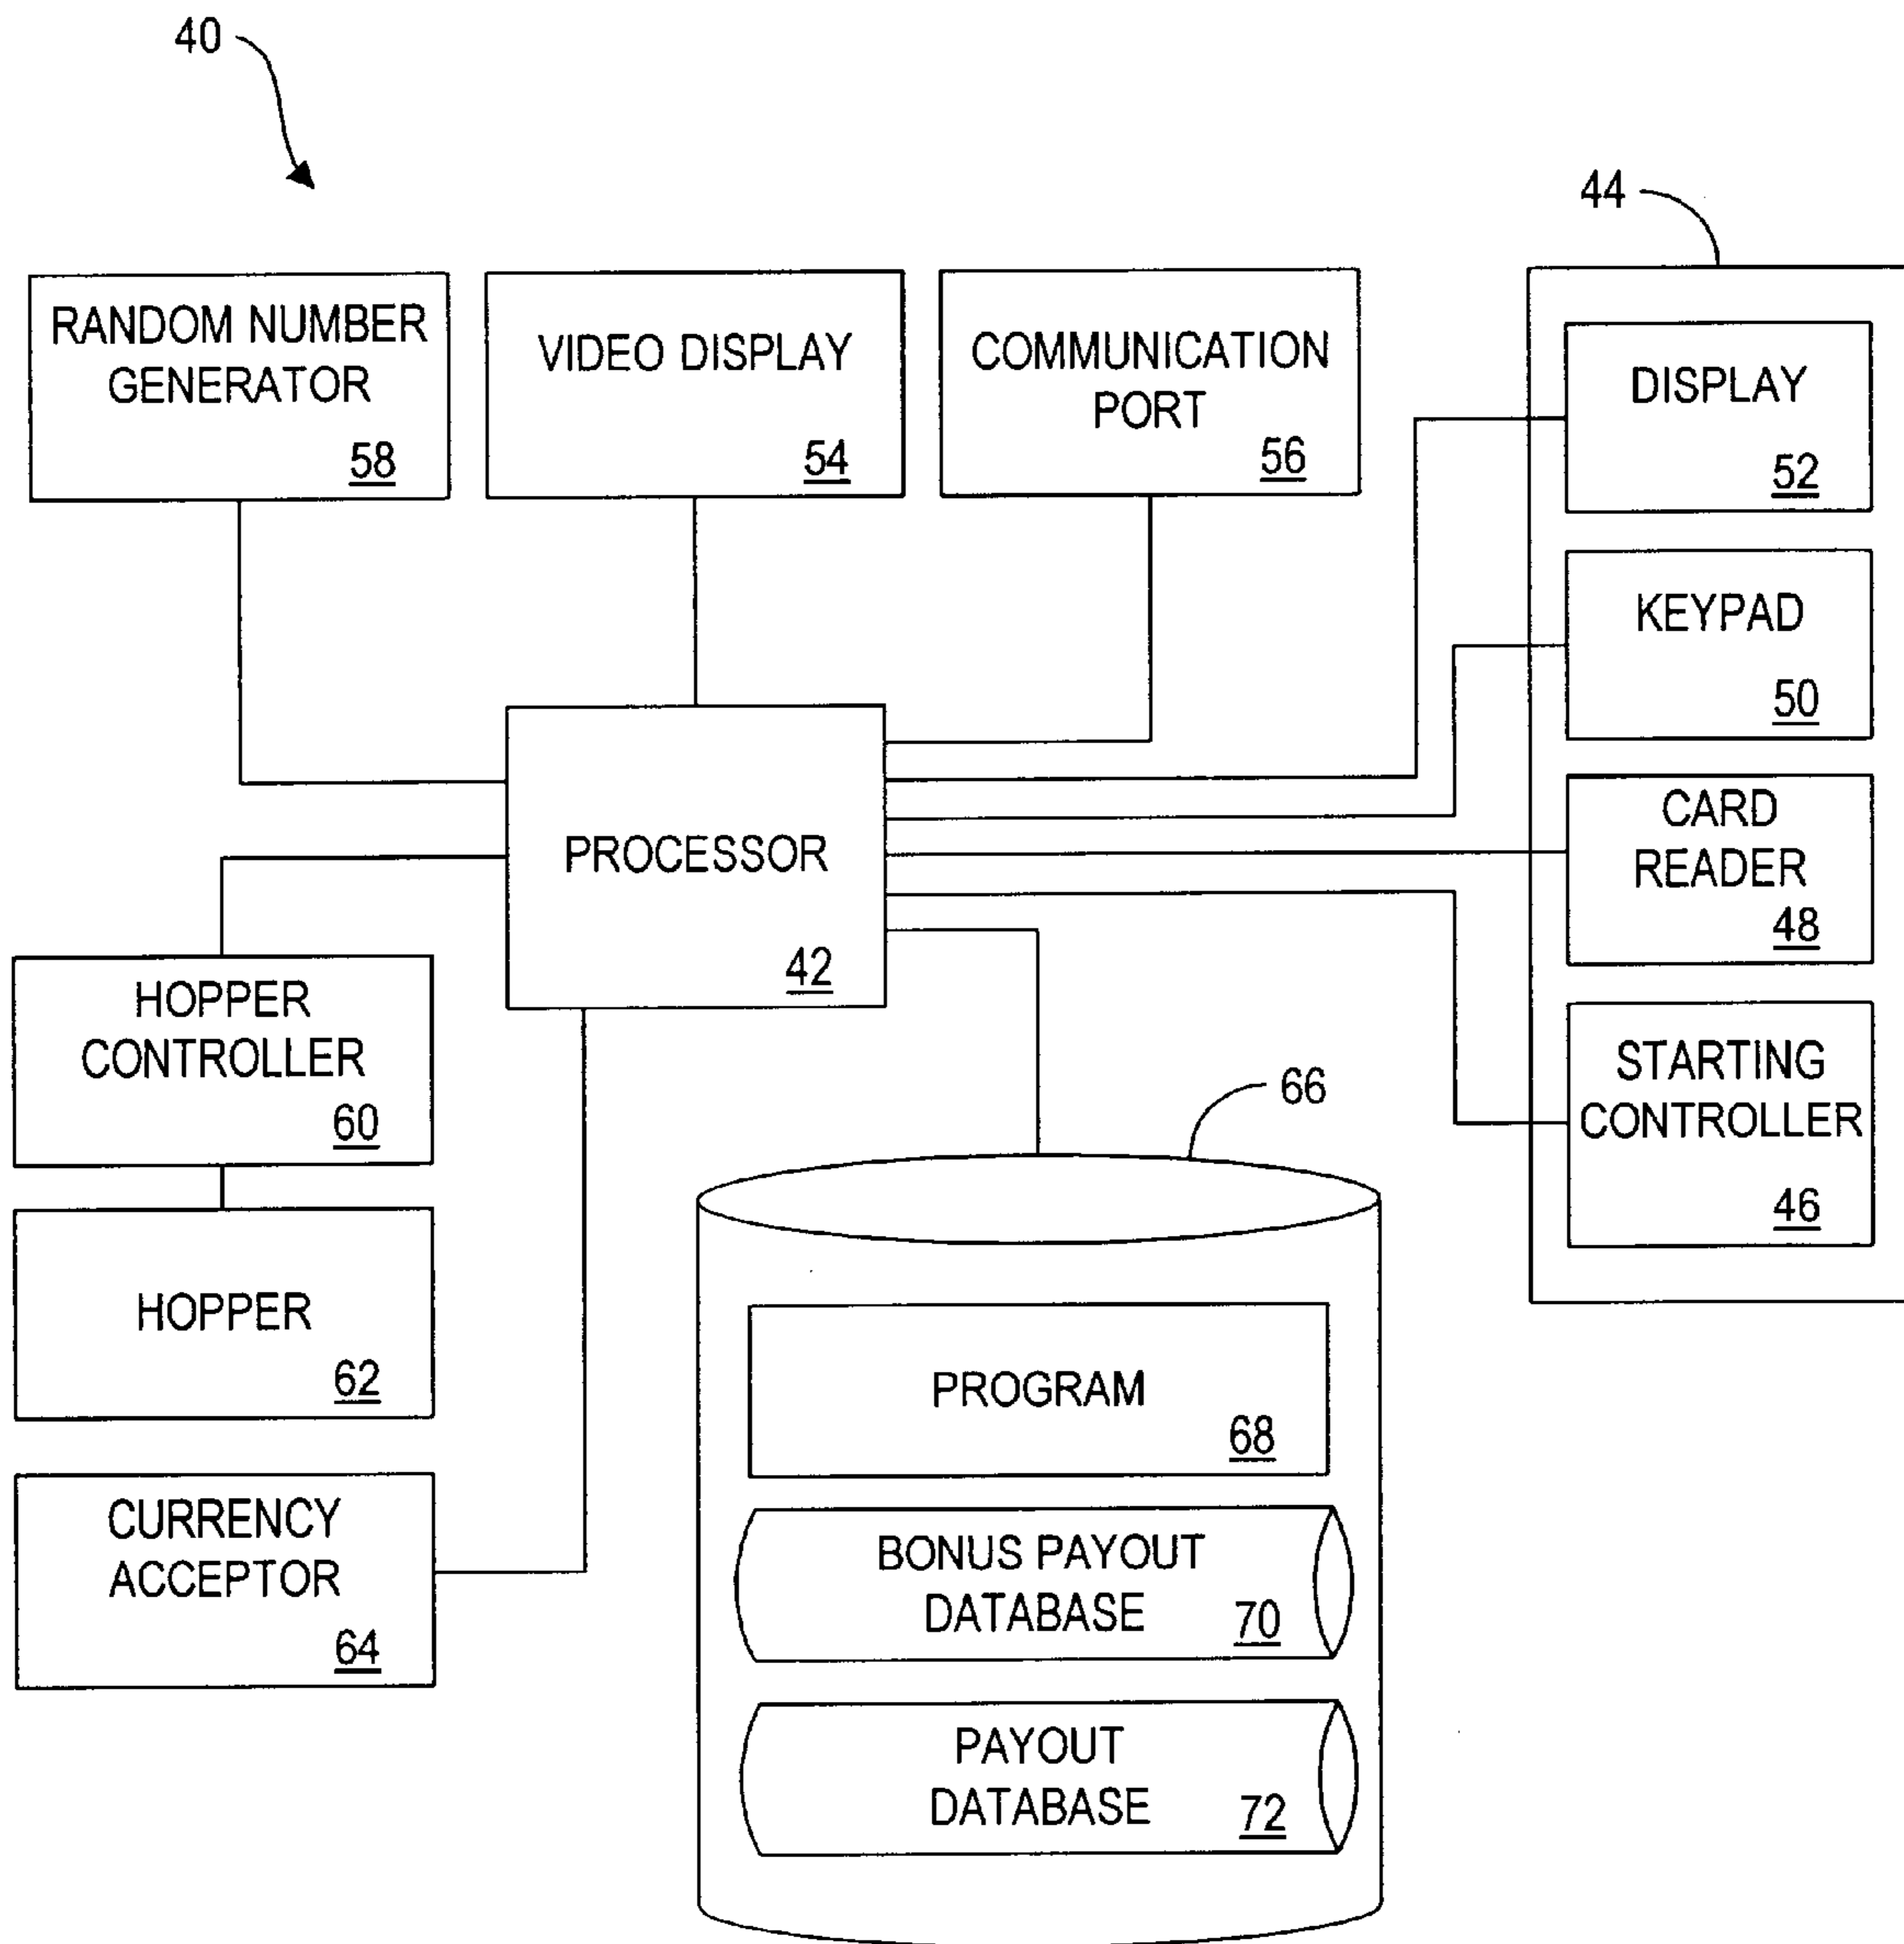 40
44
RANDOM NUMBER
GENERATOR
58
VIDEO DISPLAY
54
COMMUNICATION
PORT
56
DISPLAY
52
KEYPAD
50
CARD
READER
48
STARTING
CONTROLLER
46
PROCESSOR
42
HOPPER
CONTROLLER
60
HOPPER
62
CURRENCY
ACCEPTOR
64
66
PROGRAM
68
BONUS PAYOUT
DATABASE
70
PAYOUT
DATABASE
72